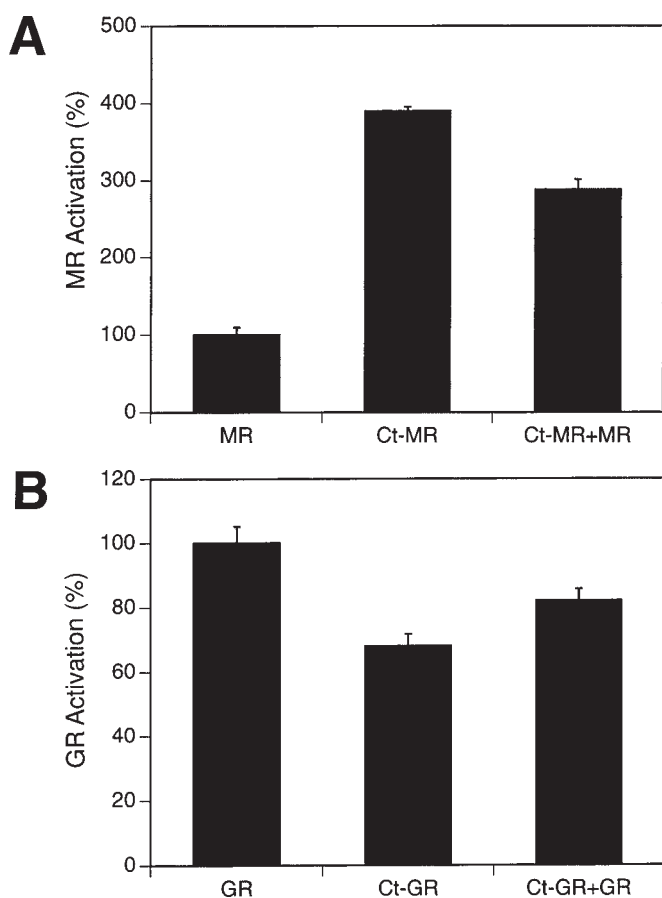 A
MR Activation (%)
500
400
300
200
100
0
MR
Ct-MR
Ct-MR+MR
B
GR Activation (%)
120
100
80
60
40
20
0
GR
Ct-GR
Ct-GR+GR